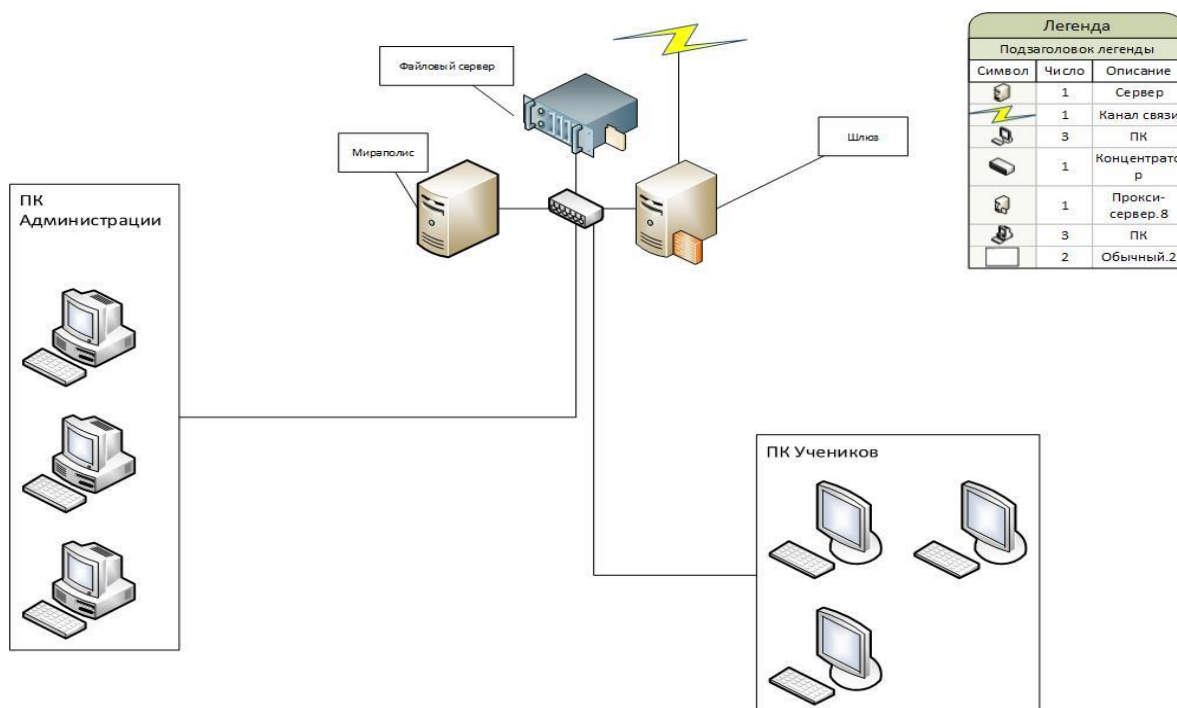 Файловый сервер
Мираполис
Шлюз
ПК
Администрации
ПК Учеников
Легенда
Подзаголовок легенды
Символ Число Описание
1 Сервер
1 Канал связи
3 ПК
1 Концентрато
р
1 Прокси-
сервер.8
3 ПК
2 Обычный.2